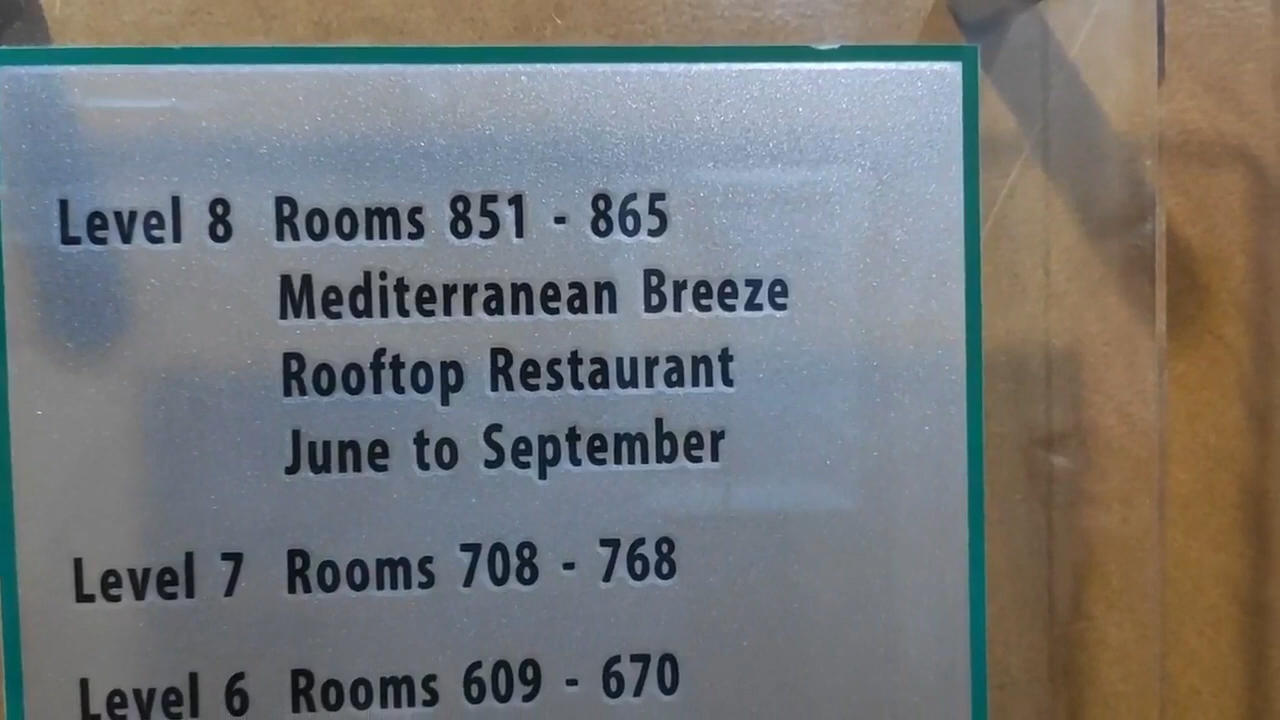 Level 8 Rooms 851 - 865
Mediterranean Breeze
Rooftop Restaurant
June to September
Level 7 Rooms 708 - 768
Level 6 Rooms 609 - 670